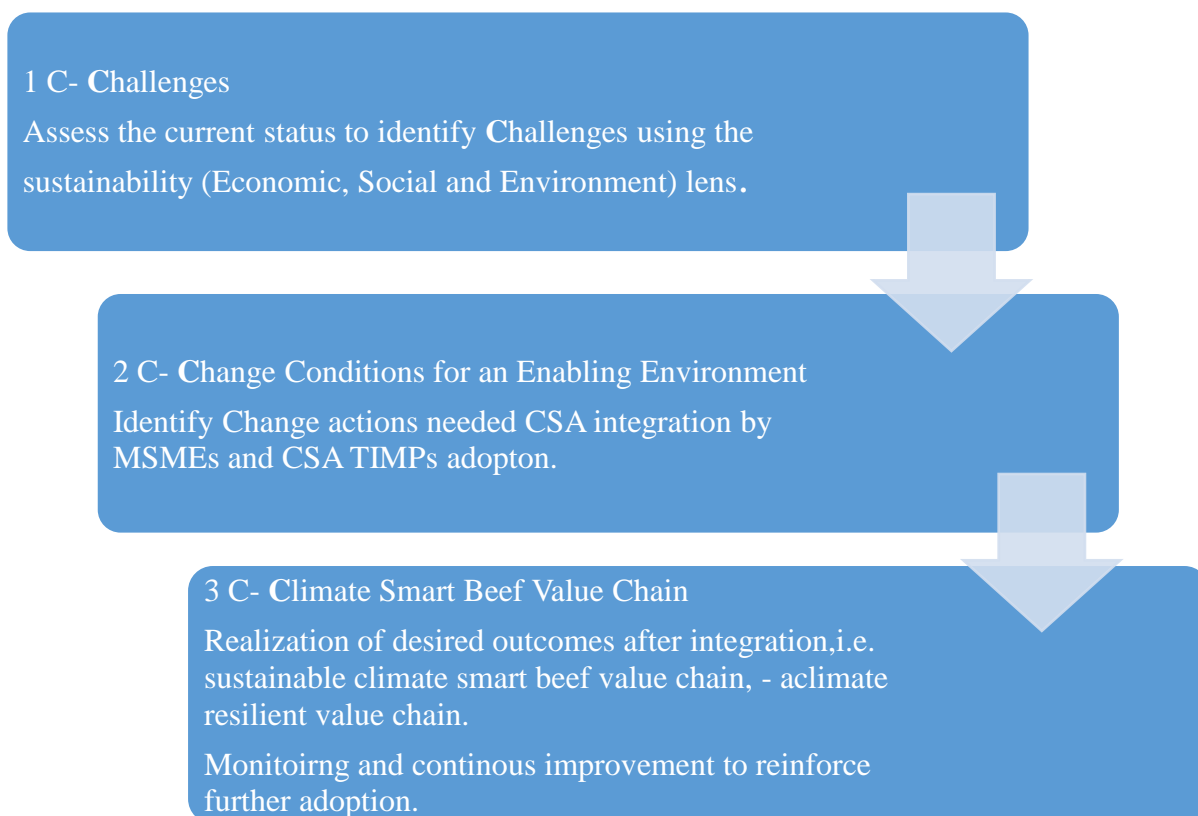 1 C- Challenges
Assess the current status to identify Challenges using the
sustainability (Economic, Social and Environment) lens.
2 C- Change Conditions for an Enabling Environment
Identify Change actions needed CSA integration by
MSMEs and CSA TIMPs adopton.
3 C- Climate Smart Beef Value Chain
Realization of desired outcomes after integration,i.e.
sustainable climate smart beef value chain, - aclimate
resilient value chain.
Monitoirng and continous improvement to reinforce
further adoption.